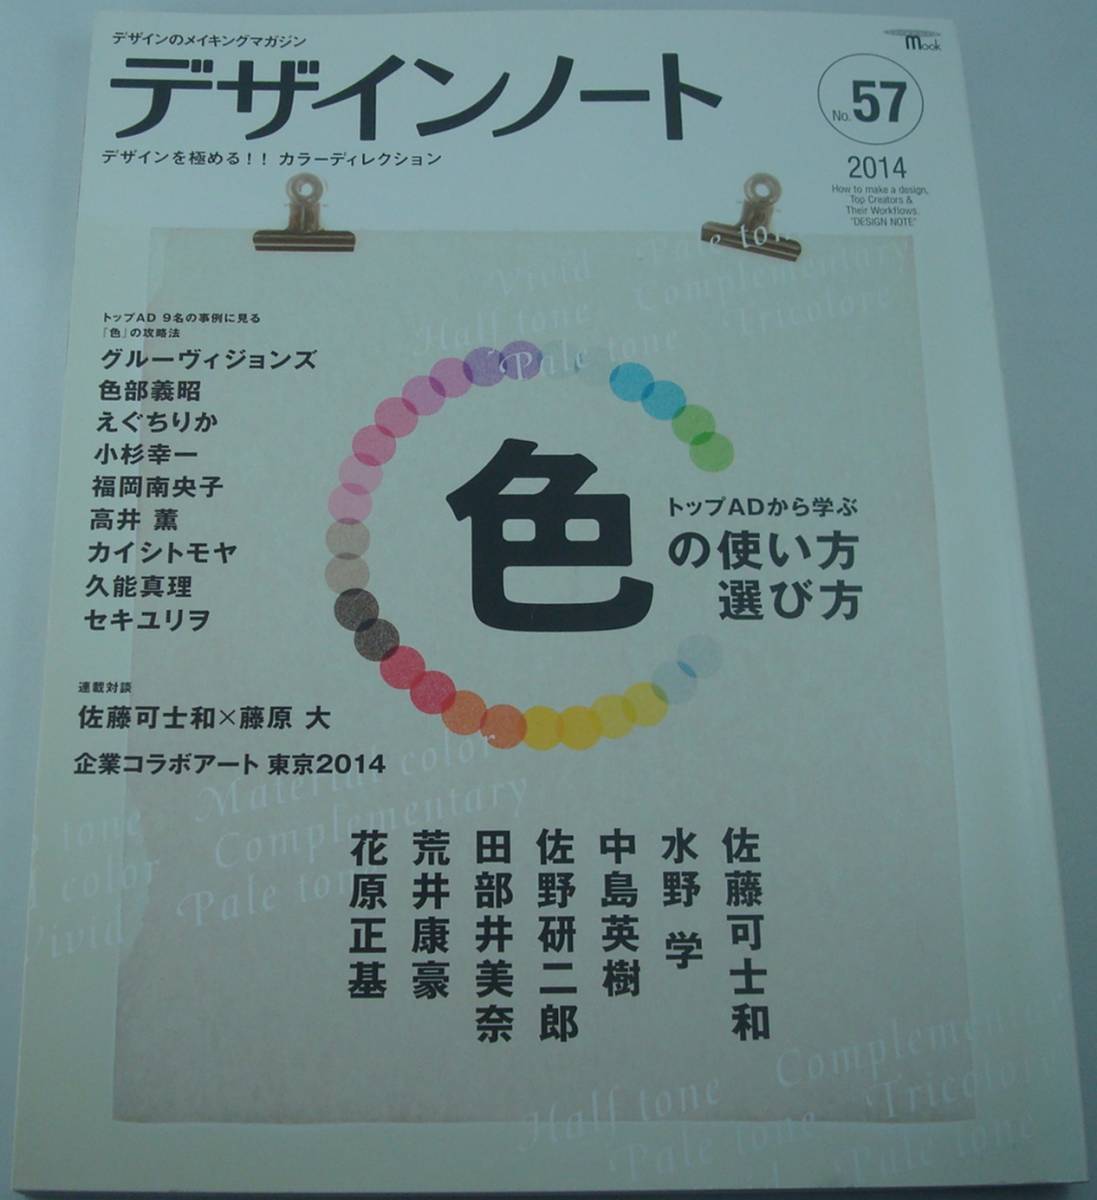 デザインのメイキングマガジン
mook
デザインノート
No.57
デザインを極める！！ カラーディレクション
2014
How to make a design,
Top Creators &
Their Workflows.
"DESIGN NOTE"
Vivid Pale tone
Half tone Complementary
Pale tone Tricolore
トップAD 9名の事例に見る
「色」の攻略法
グルーヴィジョンズ
色部義昭
えぐちりか
小杉幸一
福岡南央子
高井 薫
カイシトモヤ
久能真理
セキユリヲ
トップADから学ぶ
色の使い方
選び方
連載対談
佐藤可士和×藤原 大
企業コラボアート 東京2014
tone Material color
color Complementary
Vivid Pale tone
佐藤可士和
水野 学
中島英樹
佐野研二郎
田部井美奈
荒井康豪
花原正基
Half tone Complementar
Pale tone Tricolore
Pale tone